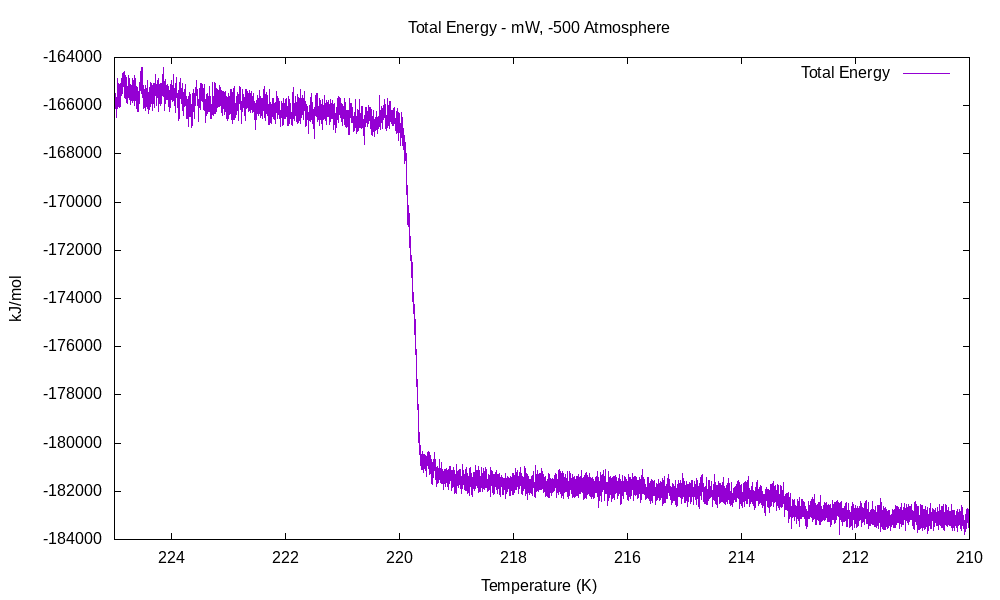 Total Energy - mW, -500 Atmosphere
Total Energy
kJ/mol
-164000
-166000
-168000
-170000
-172000
-174000
-176000
-178000
-180000
-182000
-184000
224 222 220 218 216 214 212 210
Temperature (K)